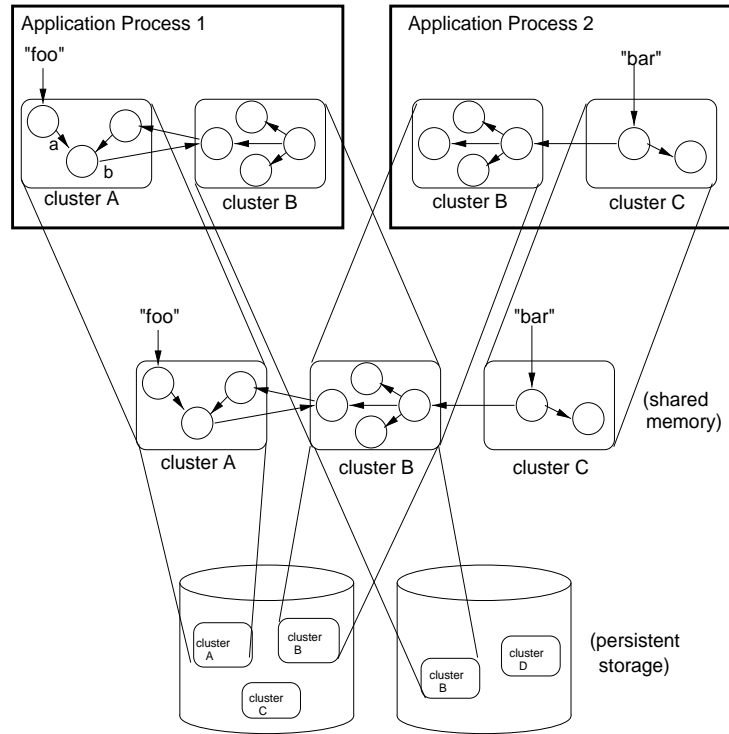 Application Process 1
Application Process 2
"foo"
"bar"
a
b
cluster A
cluster B
cluster B
cluster C
"foo"
"bar"
(shared
memory)
cluster A
cluster B
cluster C
cluster
A
cluster
B
cluster
C
cluster
B
cluster
D
(persistent
storage)